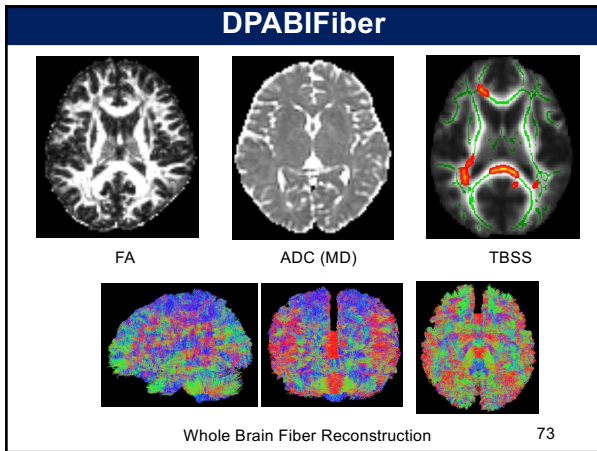 DPABIFiber
FA
ADC (MD)
TBSS
Whole Brain Fiber Reconstruction
73